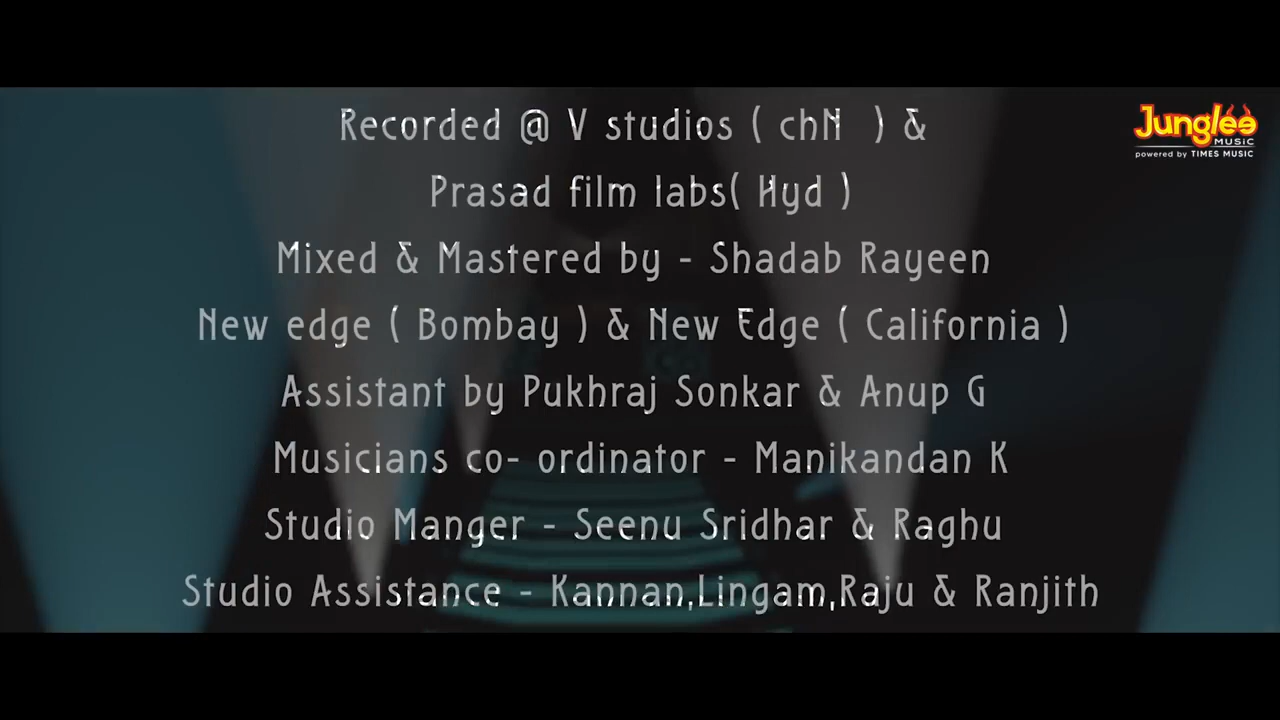 Recorded @ V studios ( chN ) &
Prasad film labs( Hyd )
Mixed & Mastered by - Shadab Rayeen
New edge ( Bombay ) & New Edge ( California )
Assistant by Pukhraj Sonkar & Anup G
Musicians co- ordinator - Manikandan K
Studio Manger - Seenu Sridhar & Raghu
Studio Assistance - Kannan,Lingam,Raju & Ranjith
Junglee
MUSIC
powered by TIMES MUSIC